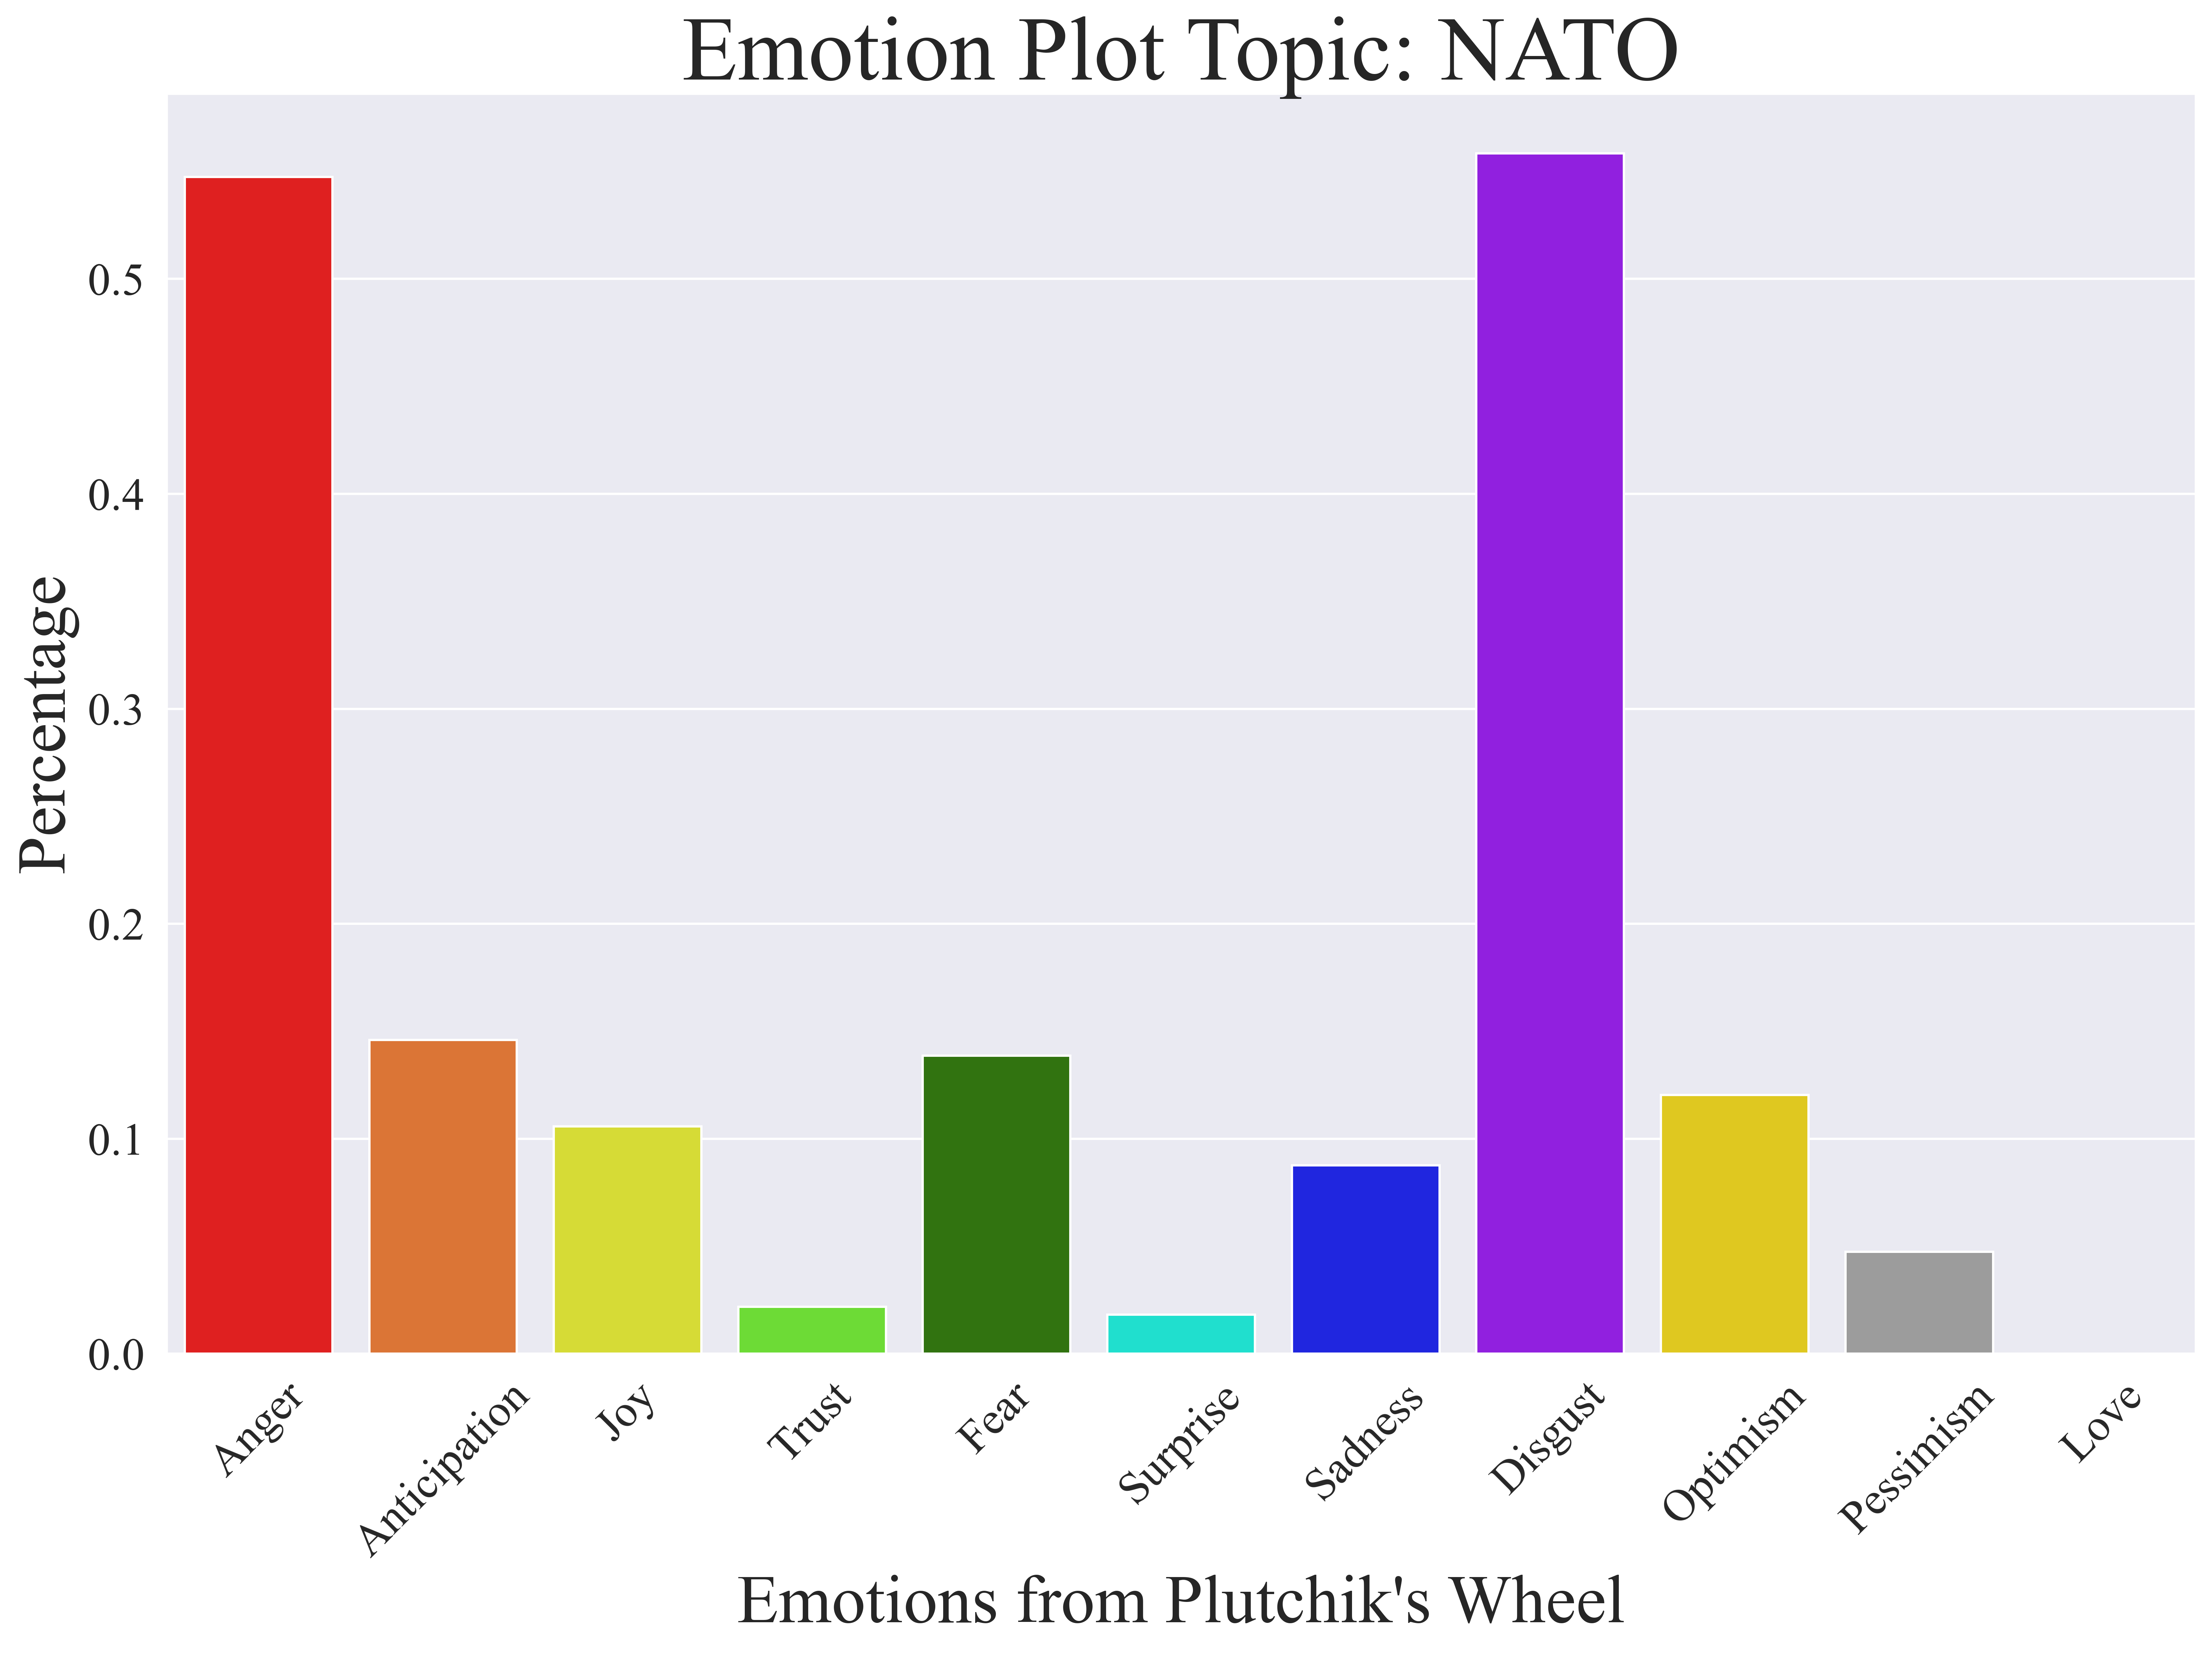 Emotion Plot Topic: NATO
Percentage
0.5
0.4
0.3
0.2
0.1
0.0
Anger
Anticipation
Joy
Trust
Fear
Surprise
Sadness
Disgust
Optimism
Pessimism
Love
Emotions from Plutchik's Wheel